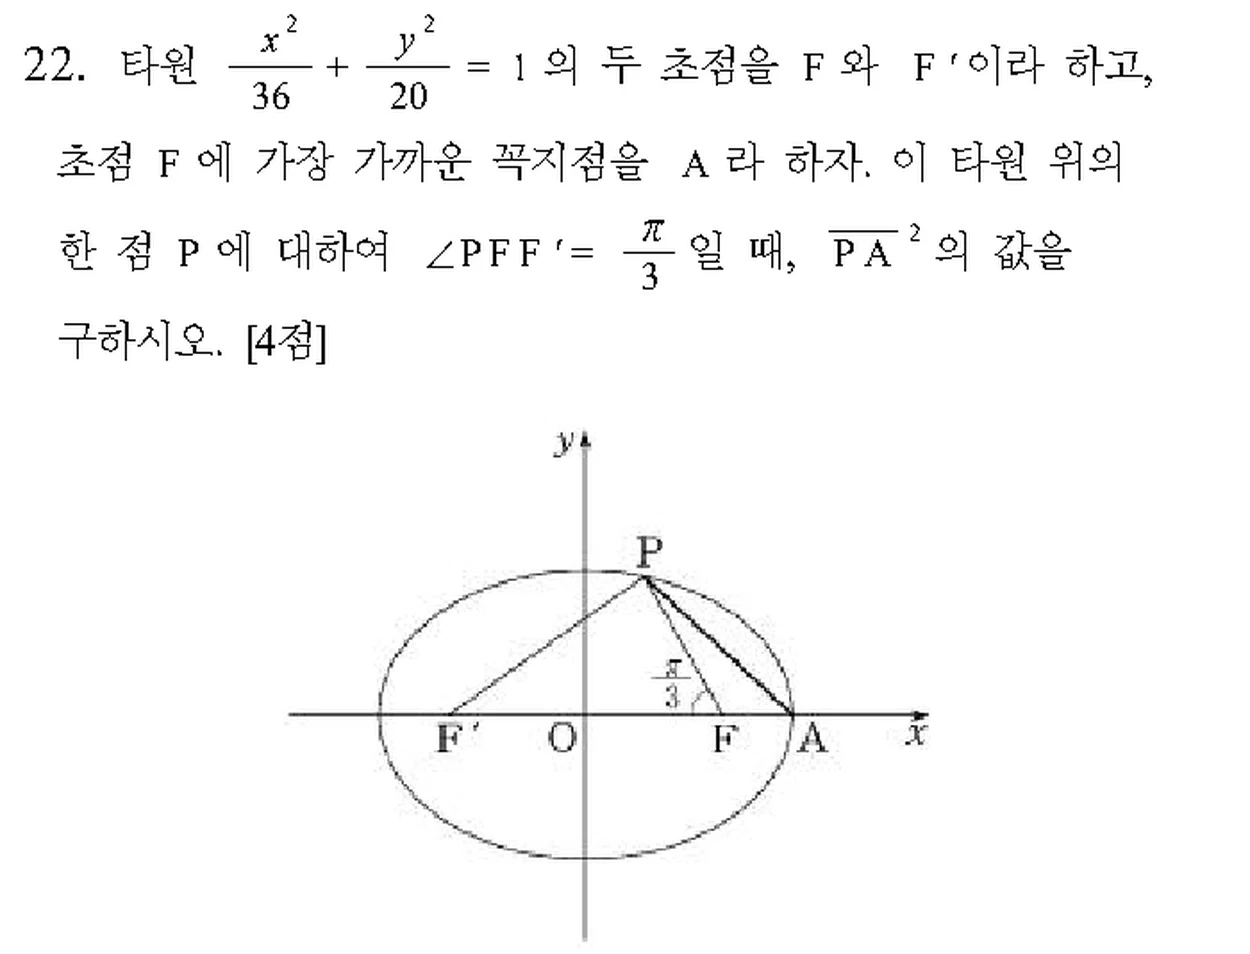 22. 타원 x²/36 + y²/20 = 1 의 두 초점을 F 와 F ′이라 하고,
초점 F 에 가장 가까운 꼭지점을 A 라 하자. 이 타원 위의
한 점 P 에 대하여 ∠PFF ′= π/3 일 때, P̅A̅ ² 의 값을
구하시오. [4점]
y
P
π/3
F′ O F A x